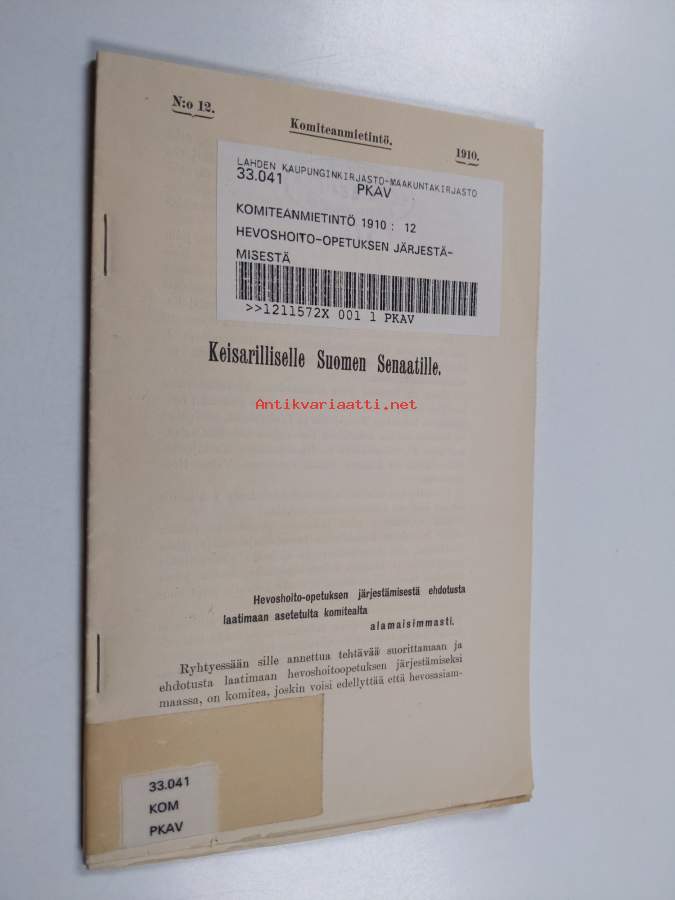 N:o 12.
Komiteanmietintö.
1910.
LAHDEN KAUPUNGINKIRJASTO-MAAKUNTAKIRJASTO
33.041 PKAV
KOMITEANMIETINTÖ 1910 : 12
HEVOSHOITO-OPETUKSEN JÄRJESTÄ-
MISESTÄ
>>1211572X 001 1 PKAV
Keisarilliselle Suomen Senaatille.
Antikvariaatti.net
Hevoshoito-opetuksen järjestämisestä ehdotusta
laatimaan asetetulta komitealta
alamaisimmasti.
Ryhtyessään sille annettua tehtävää suorittamaan ja
ehdotusta laatimaan hevoshoitoopetuksen järjestämiseksi
maassa, on komitea, joskin voisi edellyttää että hevosasiam-
33.041
KOM
PKAV